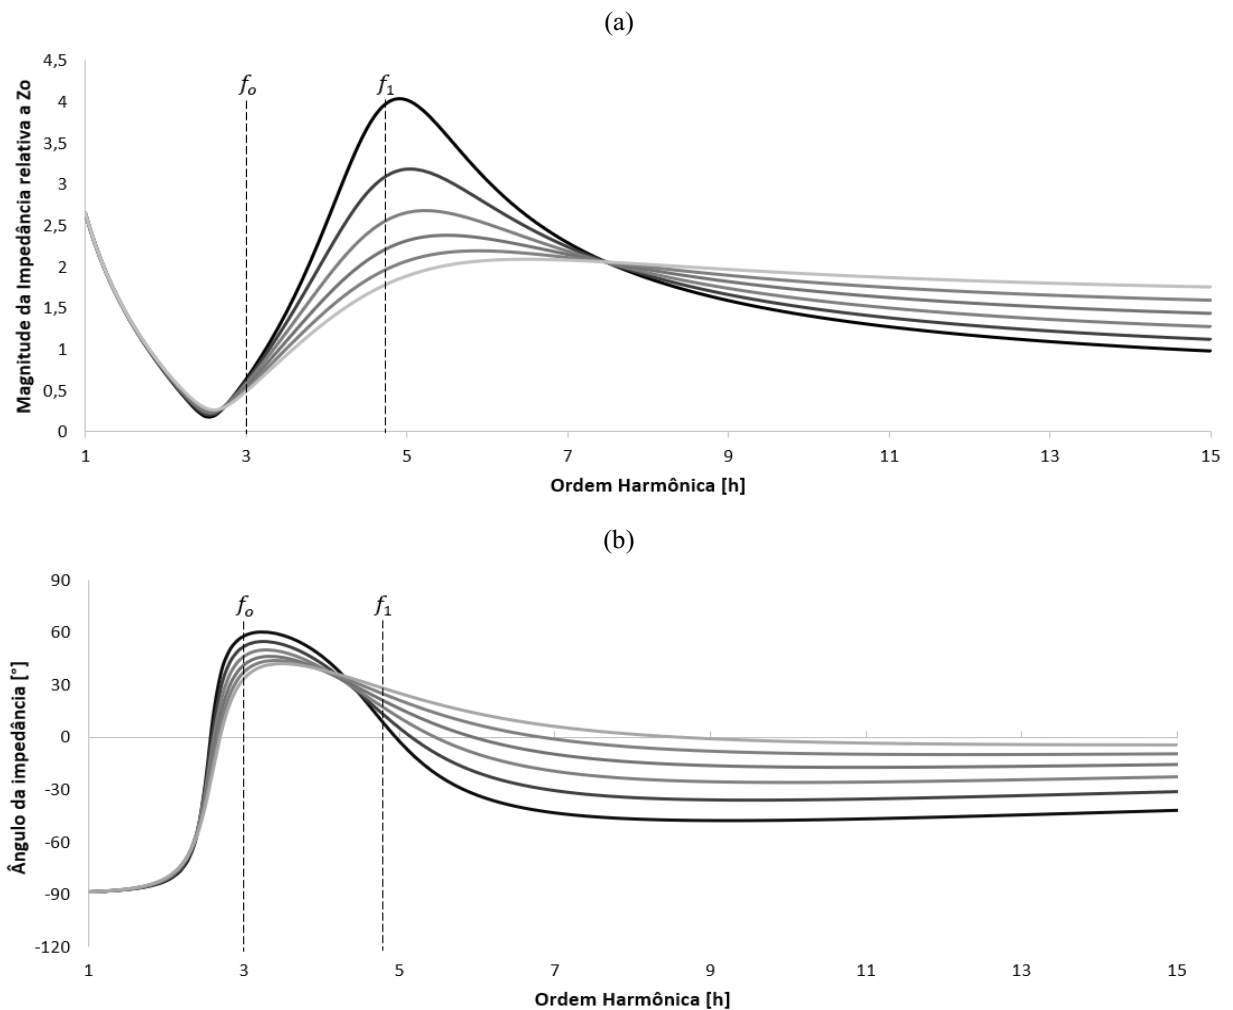 (a)
Magnitude da Impedância relativa a Zo
4,5
4
3,5
3
2,5
2
1,5
1
0,5
0
fo
f1
1 3 5 7 9 11 13 15
Ordem Harmônica [h]
(b)
Ângulo da impedância [°]
90
60
30
0
-30
-60
-90
-120
fo
f1
1 3 5 7 9 11 13 15
Ordem Harmônica [h]